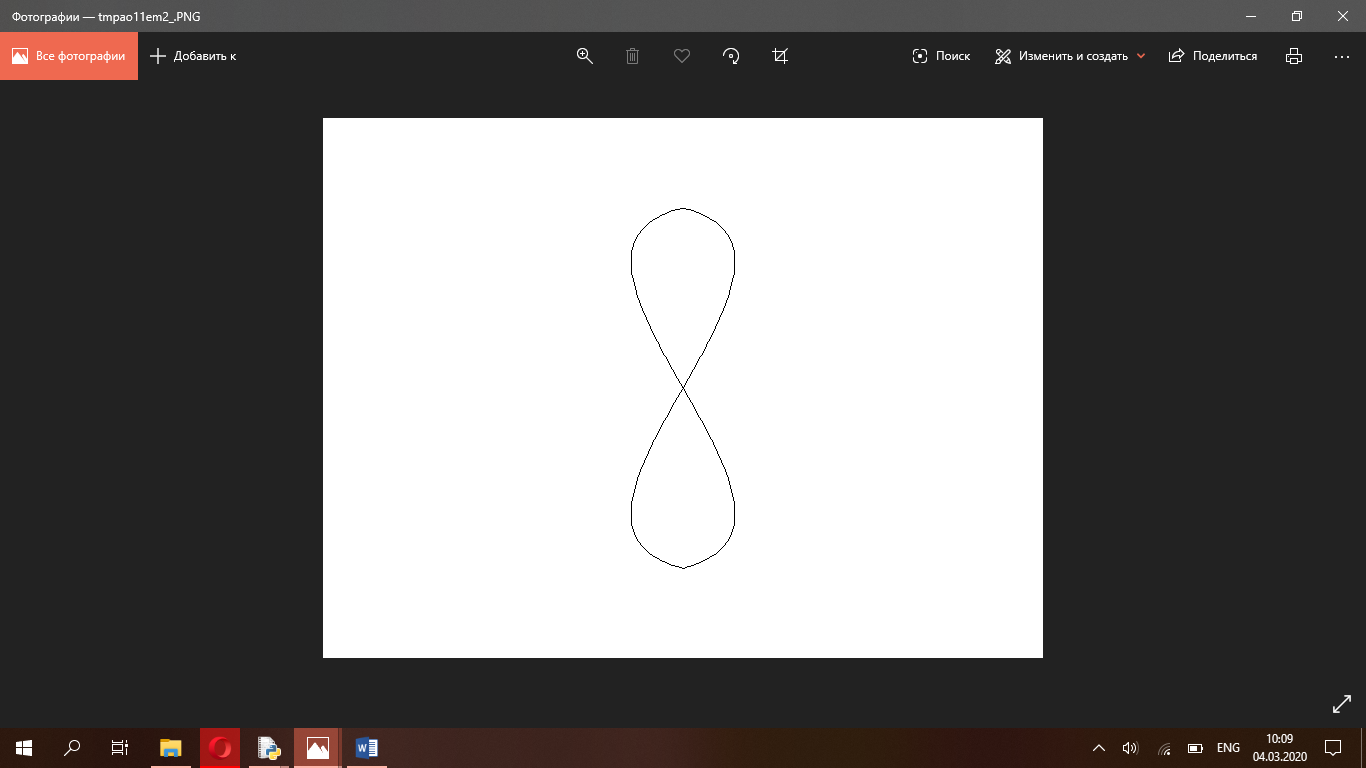 Фотографии — tmpao11em2_.PNG
Все фотографии Добавить к Поиск Изменить и создать Поделиться
ENG 10:09
04.03.2020